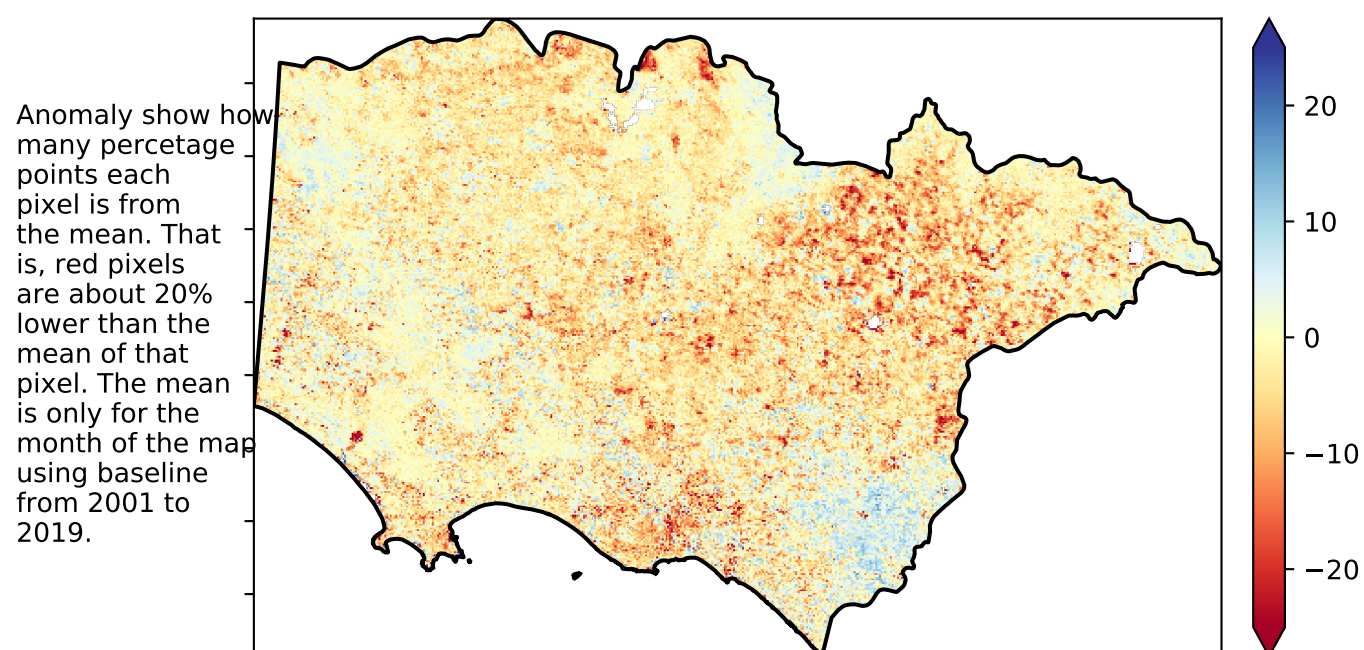 Anomaly show how
many percetage
points each
pixel is from
the mean. That
is, red pixels
are about 20%
lower than the
mean of that
pixel. The mean
is only for the
month of the map
using baseline
from 2001 to
2019.
20
10
0
−10
−20